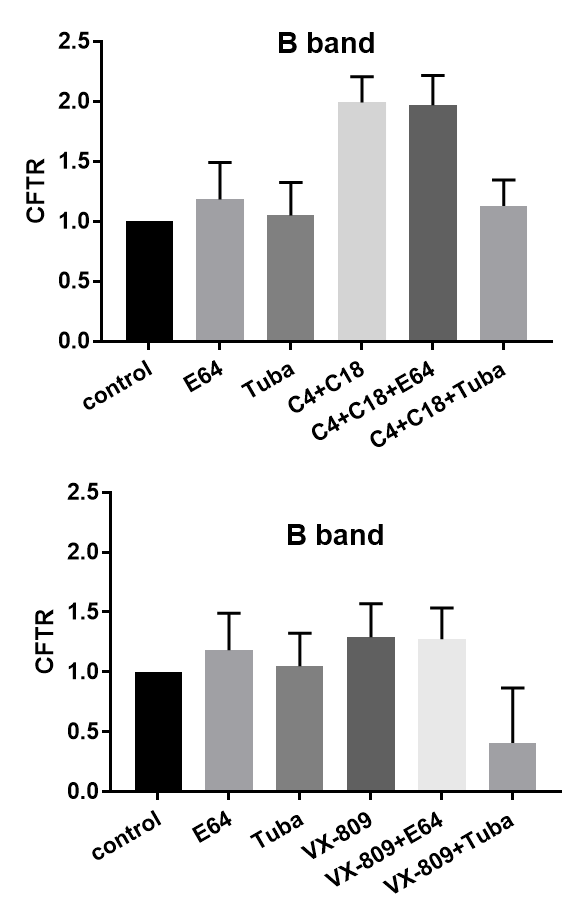 B band
CFTR
2.5
2.0
1.5
1.0
0.5
0.0
control
E64
Tuba
C4+C18
C4+C18+E64
C4+C18+Tuba
B band
CFTR
2.5
2.0
1.5
1.0
0.5
0.0
control
E64
Tuba
VX-809
VX-809+E64
VX-809+Tuba